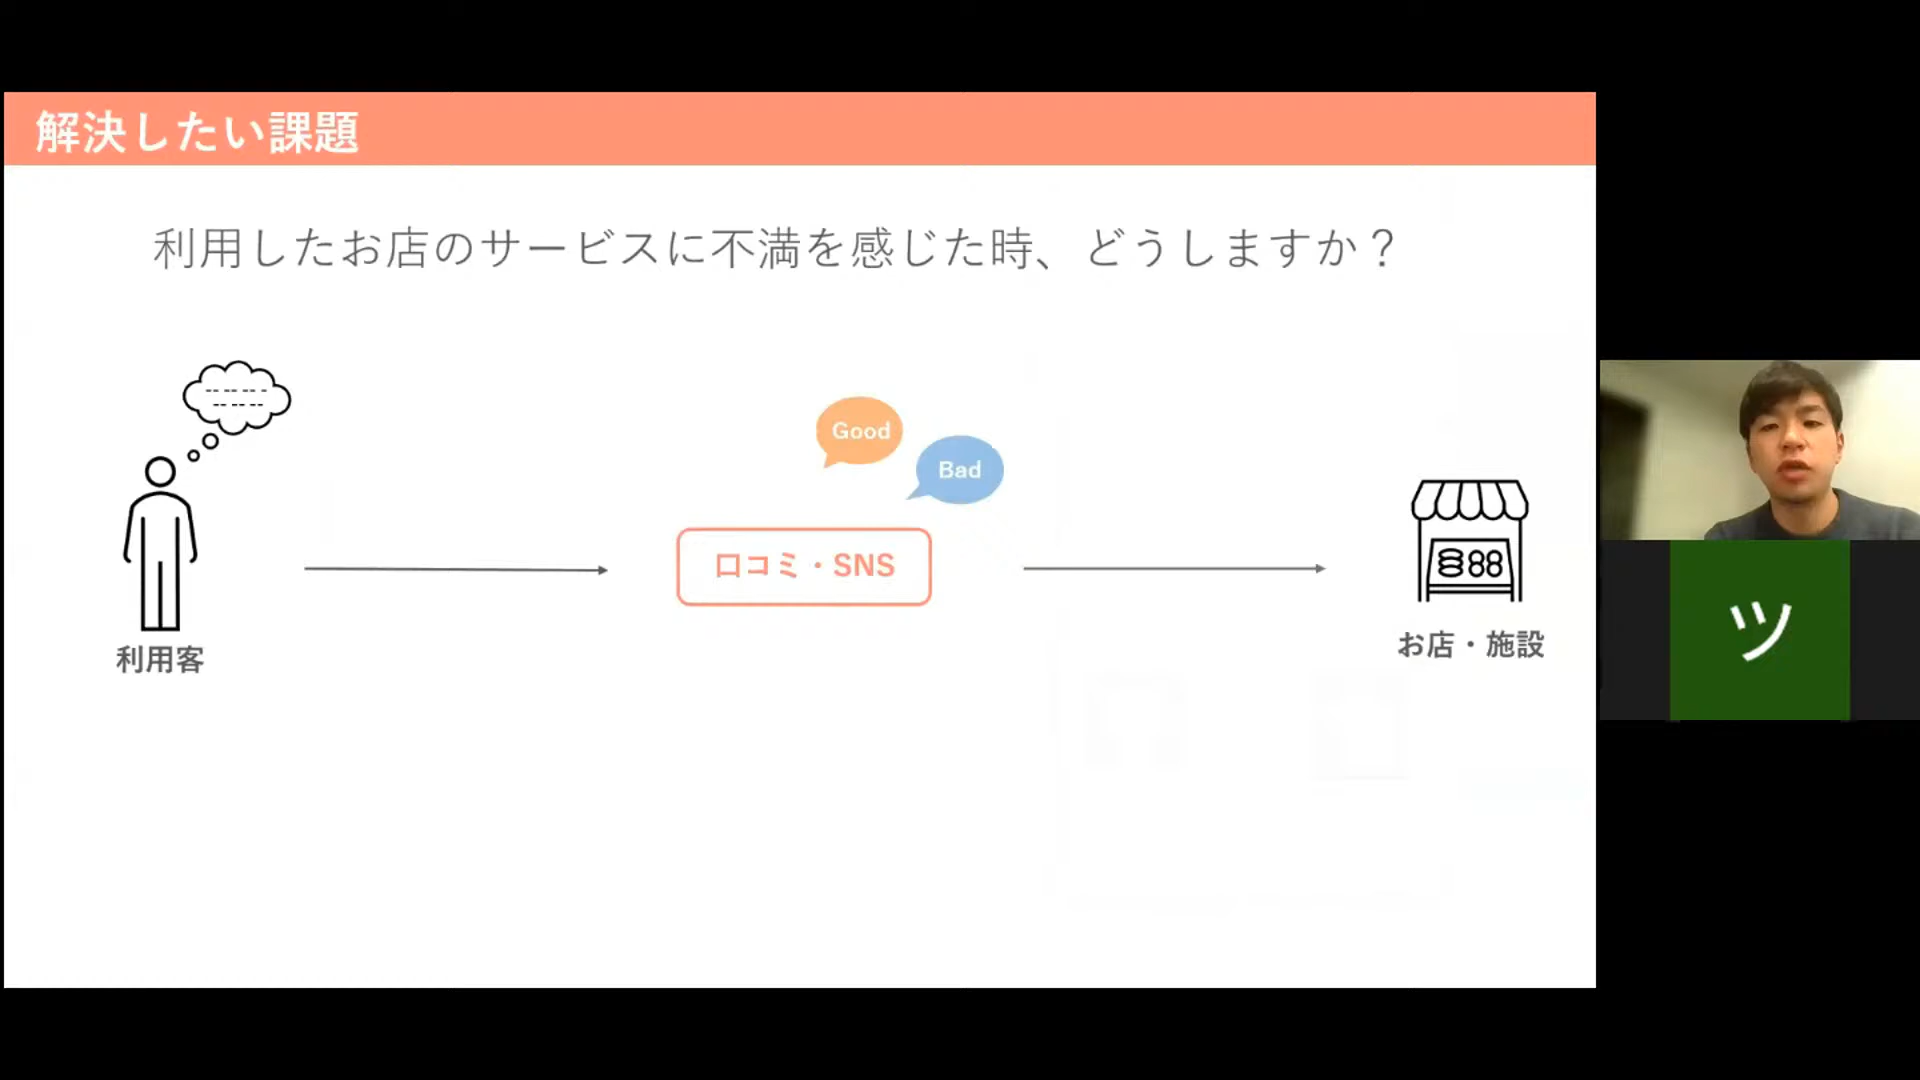 解決したい課題
利用したお店のサービスに不満を感じた時、どうしますか？
Good
Bad
口コミ・SNS
利用客
お店・施設
ツ